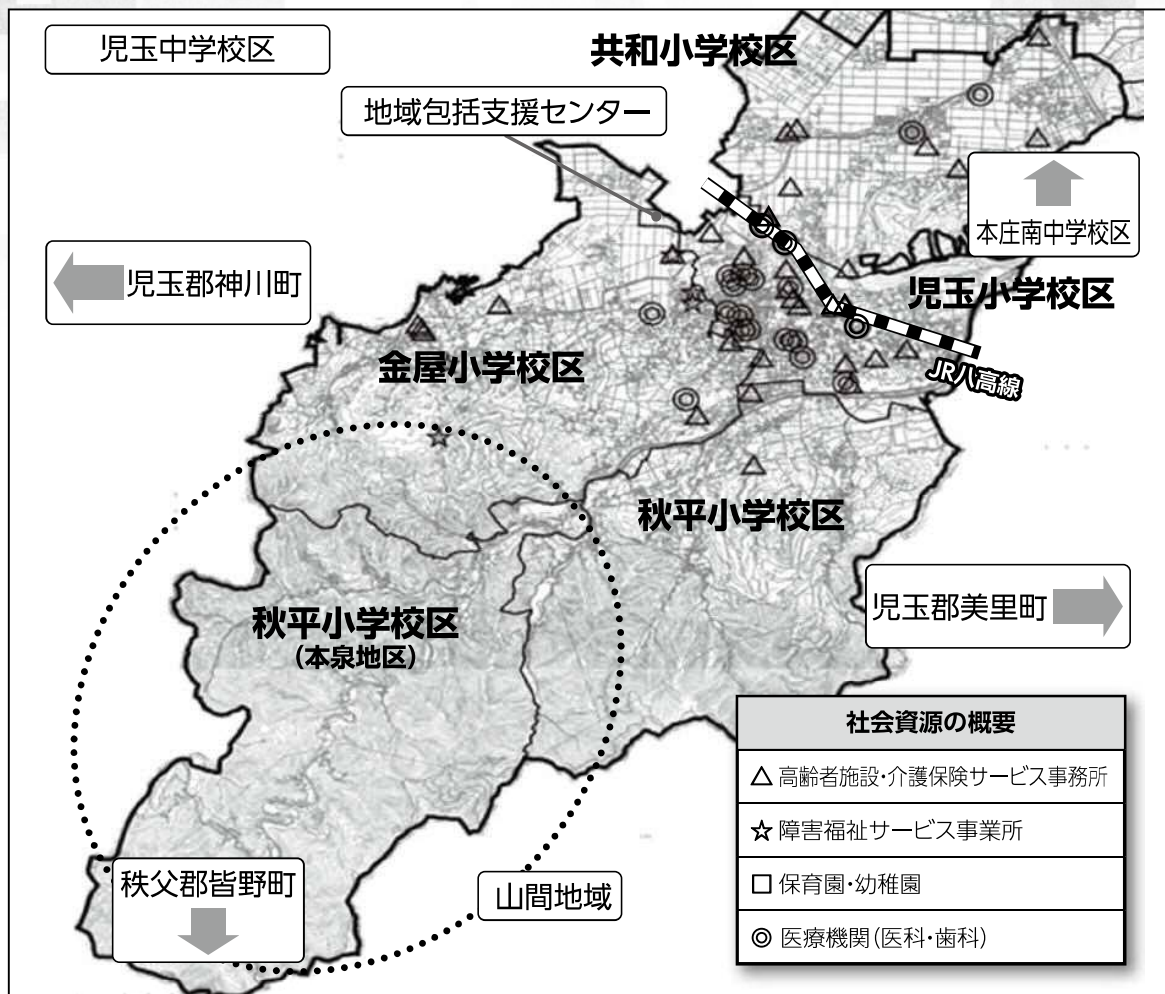 児玉中学校区
共和小学校区
地域包括支援センター
本庄南中学校区
児玉郡神川町
児玉小学校区
金屋小学校区
JR八高線
秋平小学校区
児玉郡美里町
秋平小学校区
(本泉地区)
社会資源の概要
△ 高齢者施設・介護保険サービス事務所
☆ 障害福祉サービス事業所
□ 保育園・幼稚園
◎ 医療機関(医科・歯科)
秩父郡皆野町
山間地域